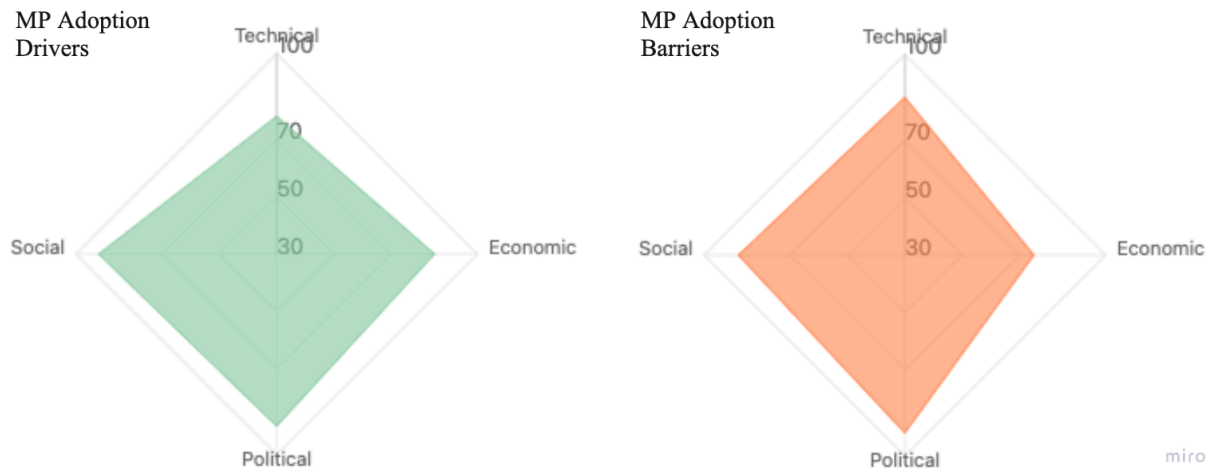 MP Adoption
Drivers
Technical
100
70
50
30
Social
Economic
Political
MP Adoption
Barriers
Technical
100
70
50
30
Social
Economic
Political
miro